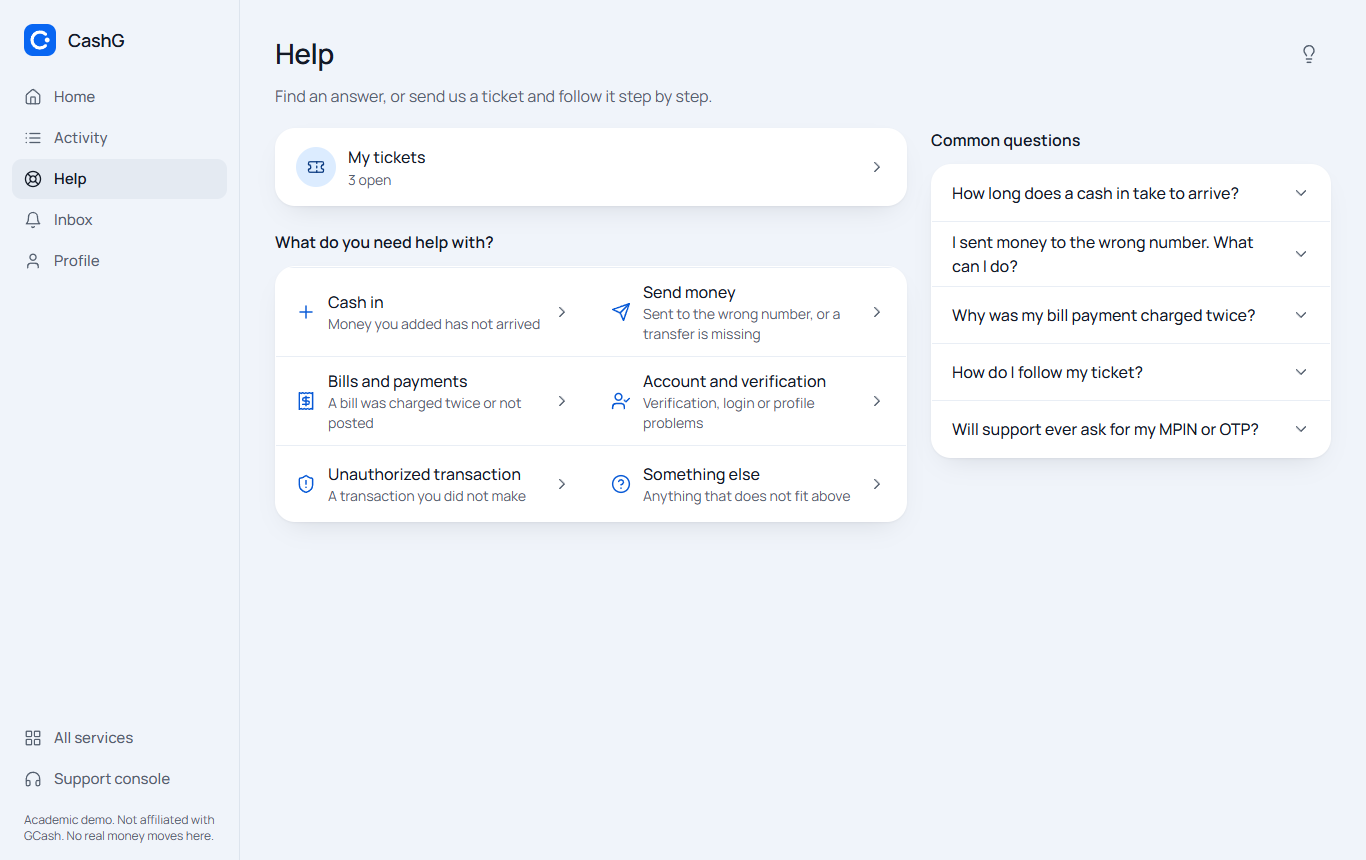 CashG
Home
Activity
Help
Inbox
Profile
All services
Support console
Academic demo. Not affiliated with
GCash. No real money moves here.
Help
Find an answer, or send us a ticket and follow it step by step.
My tickets
3 open
What do you need help with?
Cash in
Money you added has not arrived
Send money
Sent to the wrong number, or a
transfer is missing
Bills and payments
A bill was charged twice or not
posted
Account and verification
Verification, login or profile
problems
Unauthorized transaction
A transaction you did not make
Something else
Anything that does not fit above
Common questions
How long does a cash in take to arrive?
I sent money to the wrong number. What
can I do?
Why was my bill payment charged twice?
How do I follow my ticket?
Will support ever ask for my MPIN or OTP?